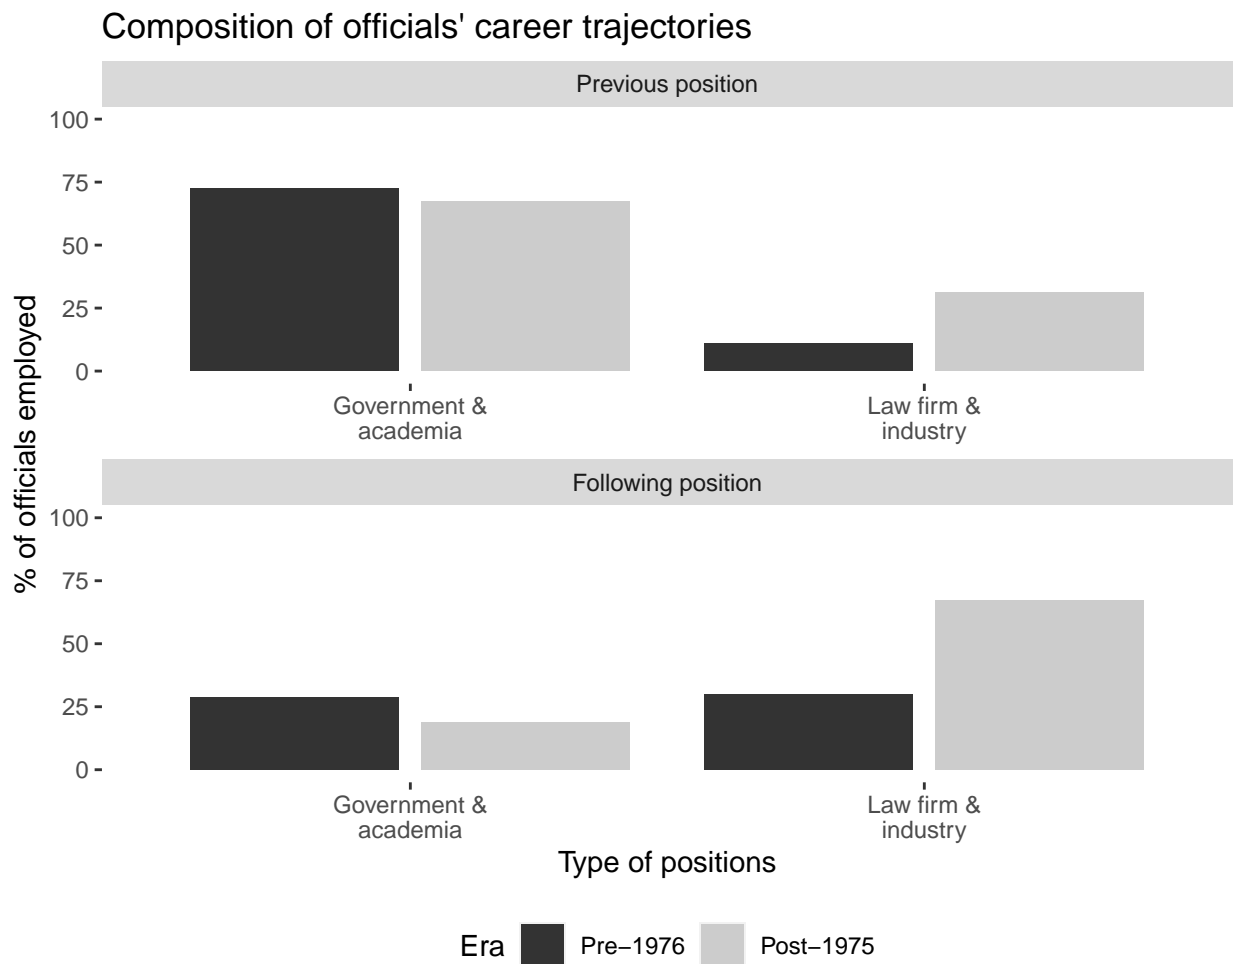 Composition of officials' career trajectories
Previous position
% of officials employed
100
75
50
25
0
Government &
academia
Law firm &
industry
Following position
100
75
50
25
0
Government &
academia
Law firm &
industry
Type of positions
Era Pre−1976 Post−1975